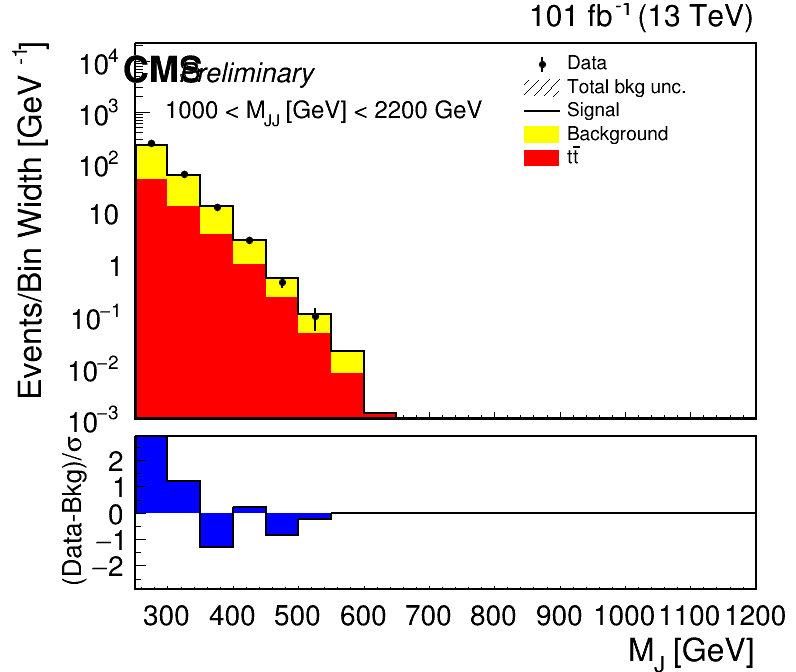 101 fb⁻¹ (13 TeV)
CMS Preliminary
1000 < M_JJ [GeV] < 2200 GeV
Data
Total bkg unc.
Signal
Background
tt̄
Events/Bin Width [GeV⁻¹]
10⁴
10³
10²
10
1
10⁻¹
10⁻²
10⁻³
(Data-Bkg)/σ
2
1
0
−1
−2
300 400 500 600 700 800 900 1000 1100 1200
M_J [GeV]